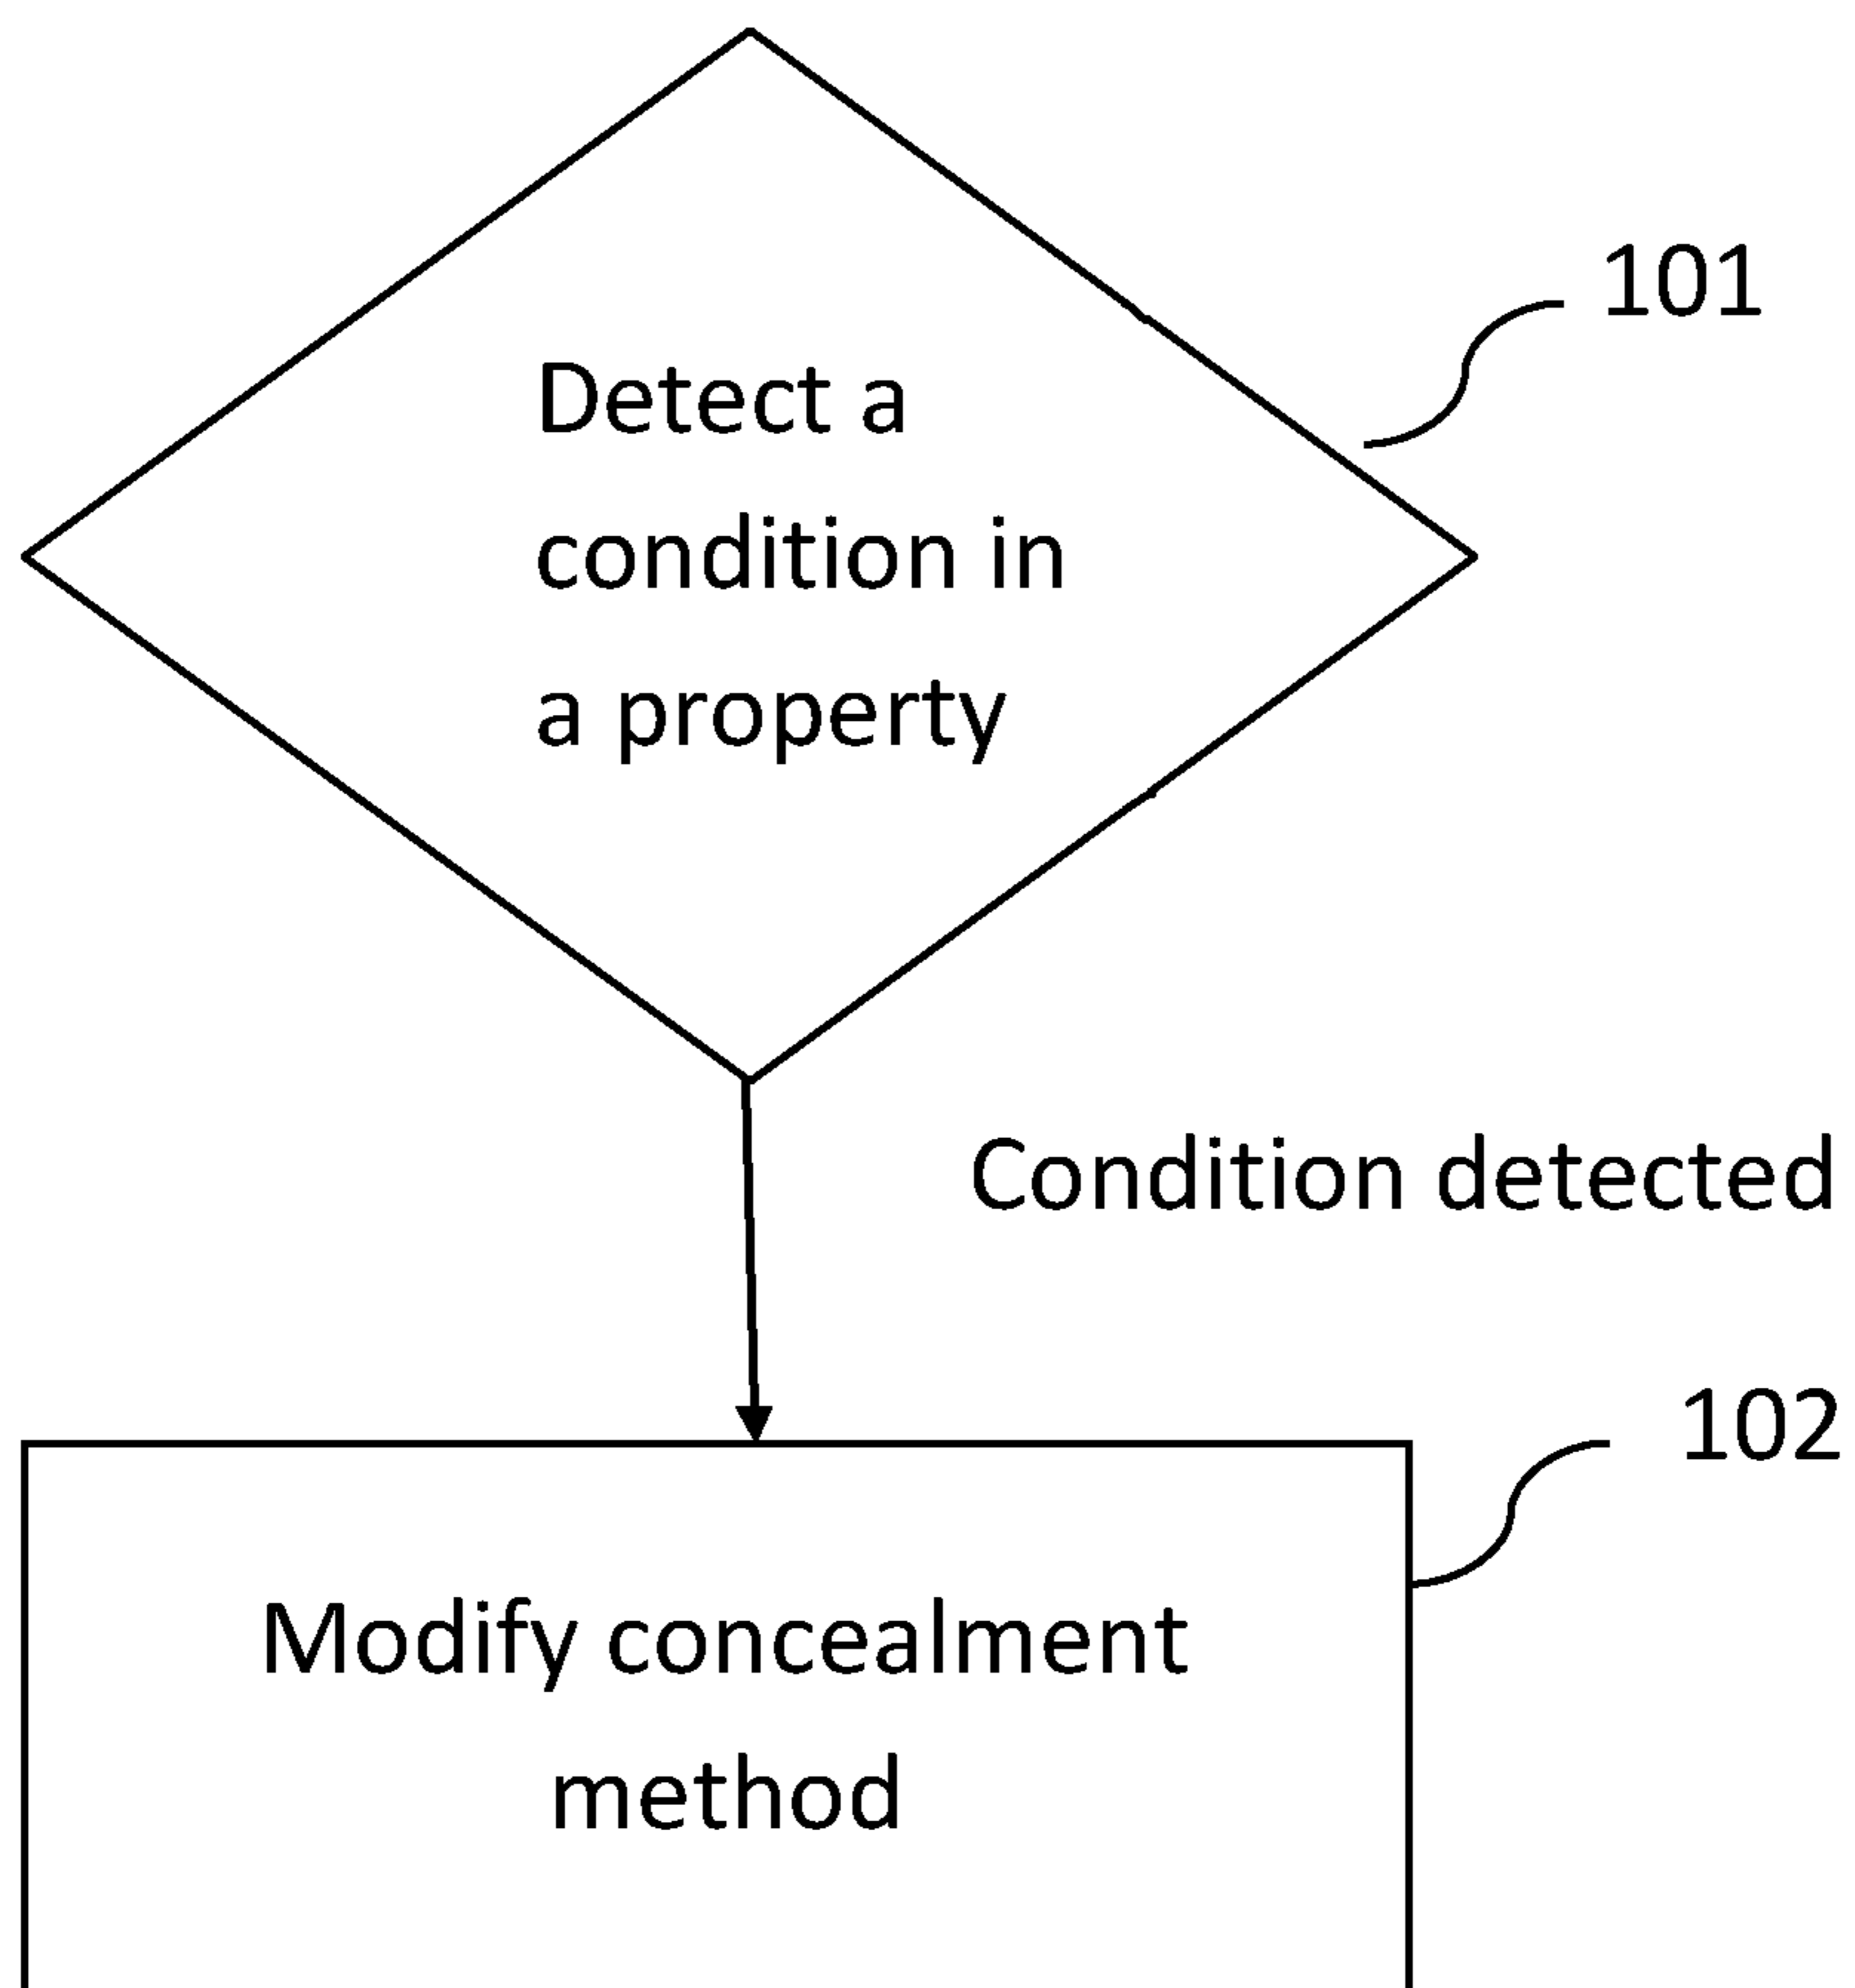 101
Detect a
condition in
a property
Condition detected
102
Modify concealment
method